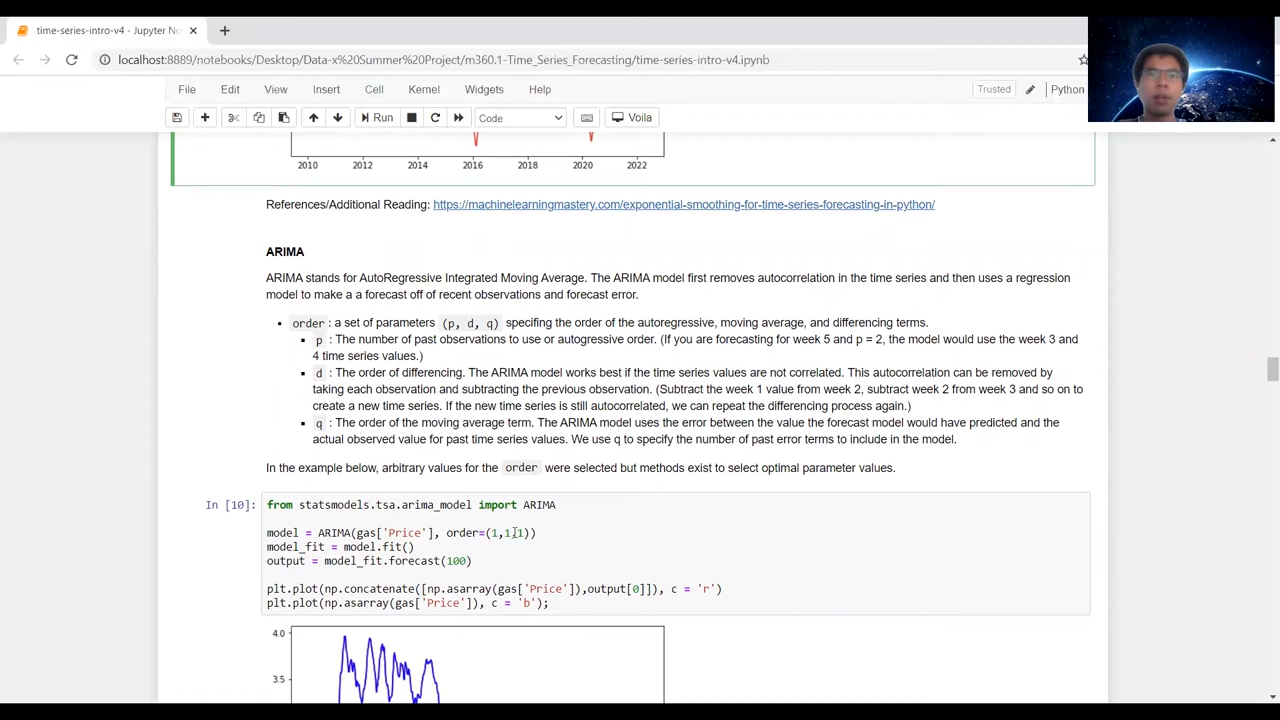 time-series-intro-v4 - Jupyter No
localhost:8889/notebooks/Desktop/Data-x%20Summer%20Project/m360.1-Time_Series_Forecasting/time-series-intro-v4.ipynb
File Edit View Insert Cell Kernel Widgets Help Trusted Python
Run Code Voila
2010 2012 2014 2016 2018 2020 2022
References/Additional Reading: https://machinelearningmastery.com/exponential-smoothing-for-time-series-forecasting-in-python/
ARIMA
ARIMA stands for AutoRegressive Integrated Moving Average. The ARIMA model first removes autocorrelation in the time series and then uses a regression
model to make a a forecast off of recent observations and forecast error.
order : a set of parameters (p, d, q) specifing the order of the autoregressive, moving average, and differencing terms.
p : The number of past observations to use or autogressive order. (If you are forecasting for week 5 and p = 2, the model would use the week 3 and
4 time series values.)
d : The order of differencing. The ARIMA model works best if the time series values are not correlated. This autocorrelation can be removed by
taking each observation and subtracting the previous observation. (Subtract the week 1 value from week 2, subtract week 2 from week 3 and so on to
create a new time series. If the new time series is still autocorrelated, we can repeat the differencing process again.)
q : The order of the moving average term. The ARIMA model uses the error between the value the forecast model would have predicted and the
actual observed value for past time series values. We use q to specify the number of past error terms to include in the model.
In the example below, arbitrary values for the order were selected but methods exist to select optimal parameter values.
In [10]: from statsmodels.tsa.arima_model import ARIMA
model = ARIMA(gas['Price'], order=(1,1,1))
model_fit = model.fit()
output = model_fit.forecast(100)
plt.plot(np.concatenate([np.asarray(gas['Price']),output[0]]), c = 'r')
plt.plot(np.asarray(gas['Price']), c = 'b');
4.0
3.5